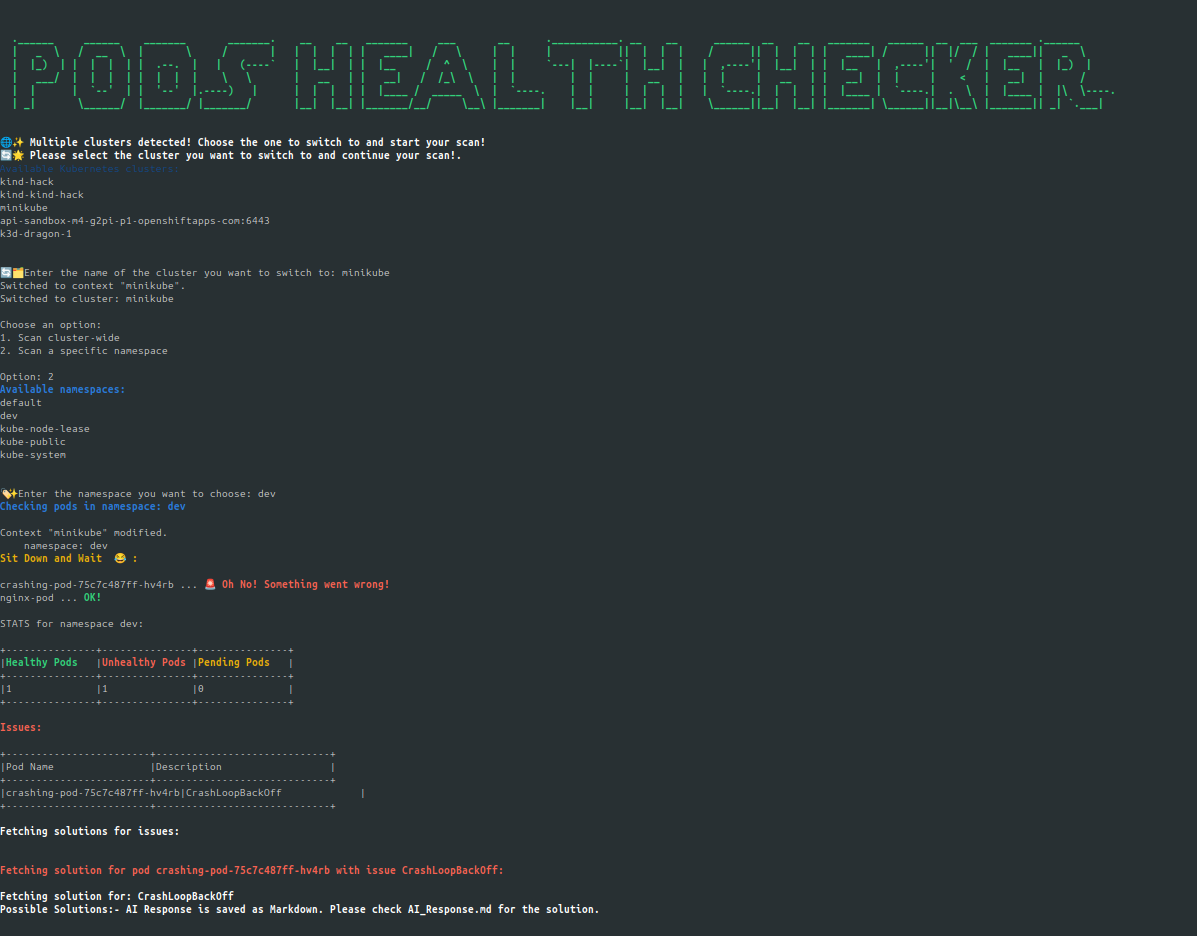 PODS HEALTH CHECKER
🌐✨ Multiple clusters detected! Choose the one to switch to and start your scan!
🔄🌟 Please select the cluster you want to switch to and continue your scan!.
Available Kubernetes clusters:
kind-hack
kind-kind-hack
minikube
api-sandbox-m4-g2pi-p1-openshiftapps-com:6443
k3d-dragon-1
🔄🗂️Enter the name of the cluster you want to switch to: minikube
Switched to context "minikube".
Switched to cluster: minikube
Choose an option:
1. Scan cluster-wide
2. Scan a specific namespace
Option: 2
Available namespaces:
default
dev
kube-node-lease
kube-public
kube-system
🏷️✨Enter the namespace you want to choose: dev
Checking pods in namespace: dev
Context "minikube" modified.
namespace: dev
Sit Down and Wait 😂 :
crashing-pod-75c7c487ff-hv4rb ... 🚨 Oh No! Something went wrong!
nginx-pod ... OK!
STATS for namespace dev:
+---------------+---------------+---------------+
|Healthy Pods |Unhealthy Pods |Pending Pods |
+---------------+---------------+---------------+
|1 |1 |0 |
+---------------+---------------+---------------+
Issues:
+------------------------+-----------------------------+
|Pod Name |Description |
+------------------------+-----------------------------+
|crashing-pod-75c7c487ff-hv4rb|CrashLoopBackOff |
+------------------------+-----------------------------+
Fetching solutions for issues:
Fetching solution for pod crashing-pod-75c7c487ff-hv4rb with issue CrashLoopBackOff:
Fetching solution for: CrashLoopBackOff
Possible Solutions:- AI Response is saved as Markdown. Please check AI_Response.md for the solution.